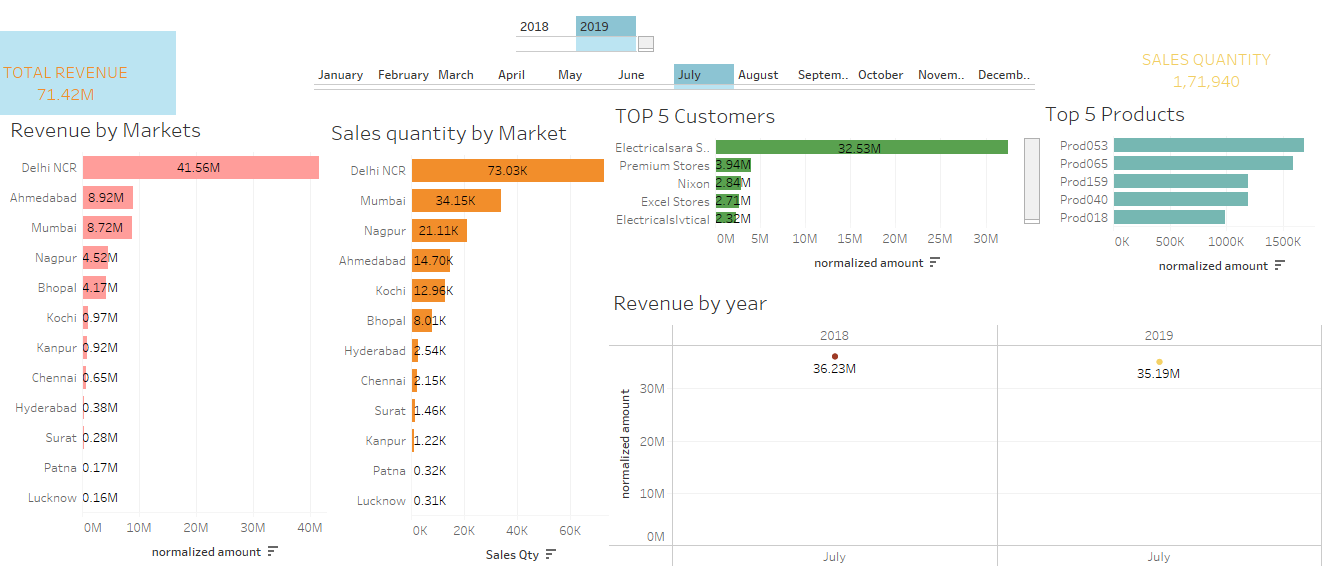 2018 2019
January February March April May June July August Septem.. October Novem.. Decemb..
TOTAL REVENUE
71.42M
SALES QUANTITY
1,71,940
Revenue by Markets
Delhi NCR 41.56M
Ahmedabad 8.92M
Mumbai 8.72M
Nagpur 4.52M
Bhopal 4.17M
Kochi 0.97M
Kanpur 0.92M
Chennai 0.65M
Hyderabad 0.38M
Surat 0.28M
Patna 0.17M
Lucknow 0.16M
0M 10M 20M 30M 40M
normalized amount
Sales quantity by Market
Delhi NCR 73.03K
Mumbai 34.15K
Nagpur 21.11K
Ahmedabad 14.70K
Kochi 12.96K
Bhopal 8.01K
Hyderabad 2.54K
Chennai 2.15K
Surat 1.46K
Kanpur 1.22K
Patna 0.32K
Lucknow 0.31K
0K 20K 40K 60K
Sales Qty
TOP 5 Customers
Electricalsara S.. 32.53M
Premium Stores 3.94M
Nixon 2.84M
Excel Stores 2.71M
Electricalslytical 2.32M
0M 5M 10M 15M 20M 25M 30M
normalized amount
Top 5 Products
Prod053
Prod065
Prod159
Prod040
Prod018
0K 500K 1000K 1500K
normalized amount
Revenue by year
2018 2019
36.23M 35.19M
30M
20M
10M
0M
normalized amount
July July